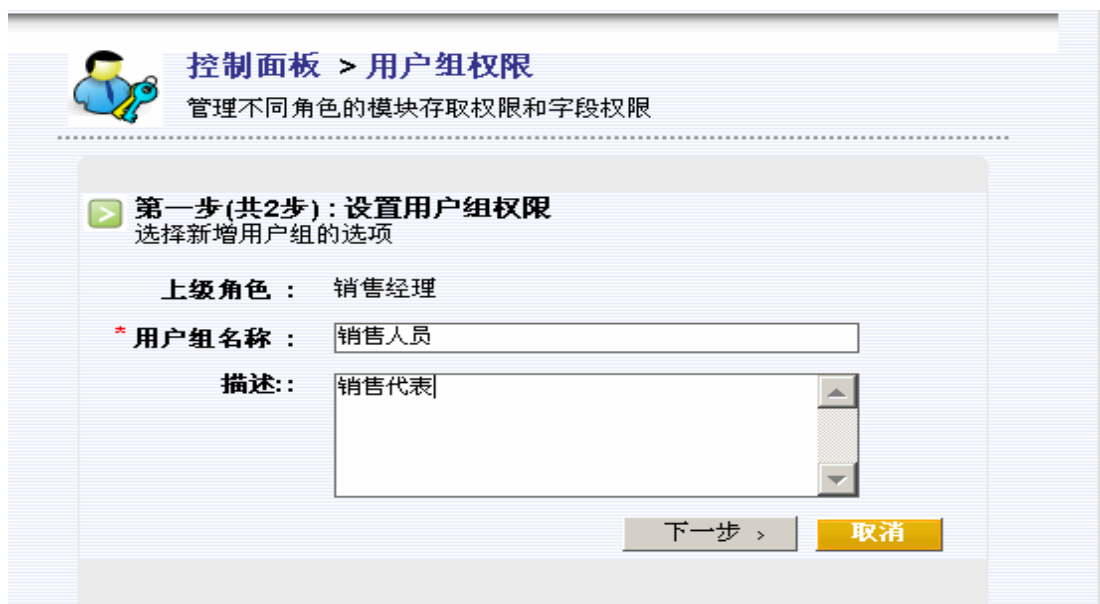 控制面板 > 用户组权限
管理不同角色的模块存取权限和字段权限
第一步(共2步) : 设置用户组权限
选择新增用户组的选项
上级角色 : 销售经理
*用户组名称 : 销售人员
描述:: 销售代表
下一步 > 取消